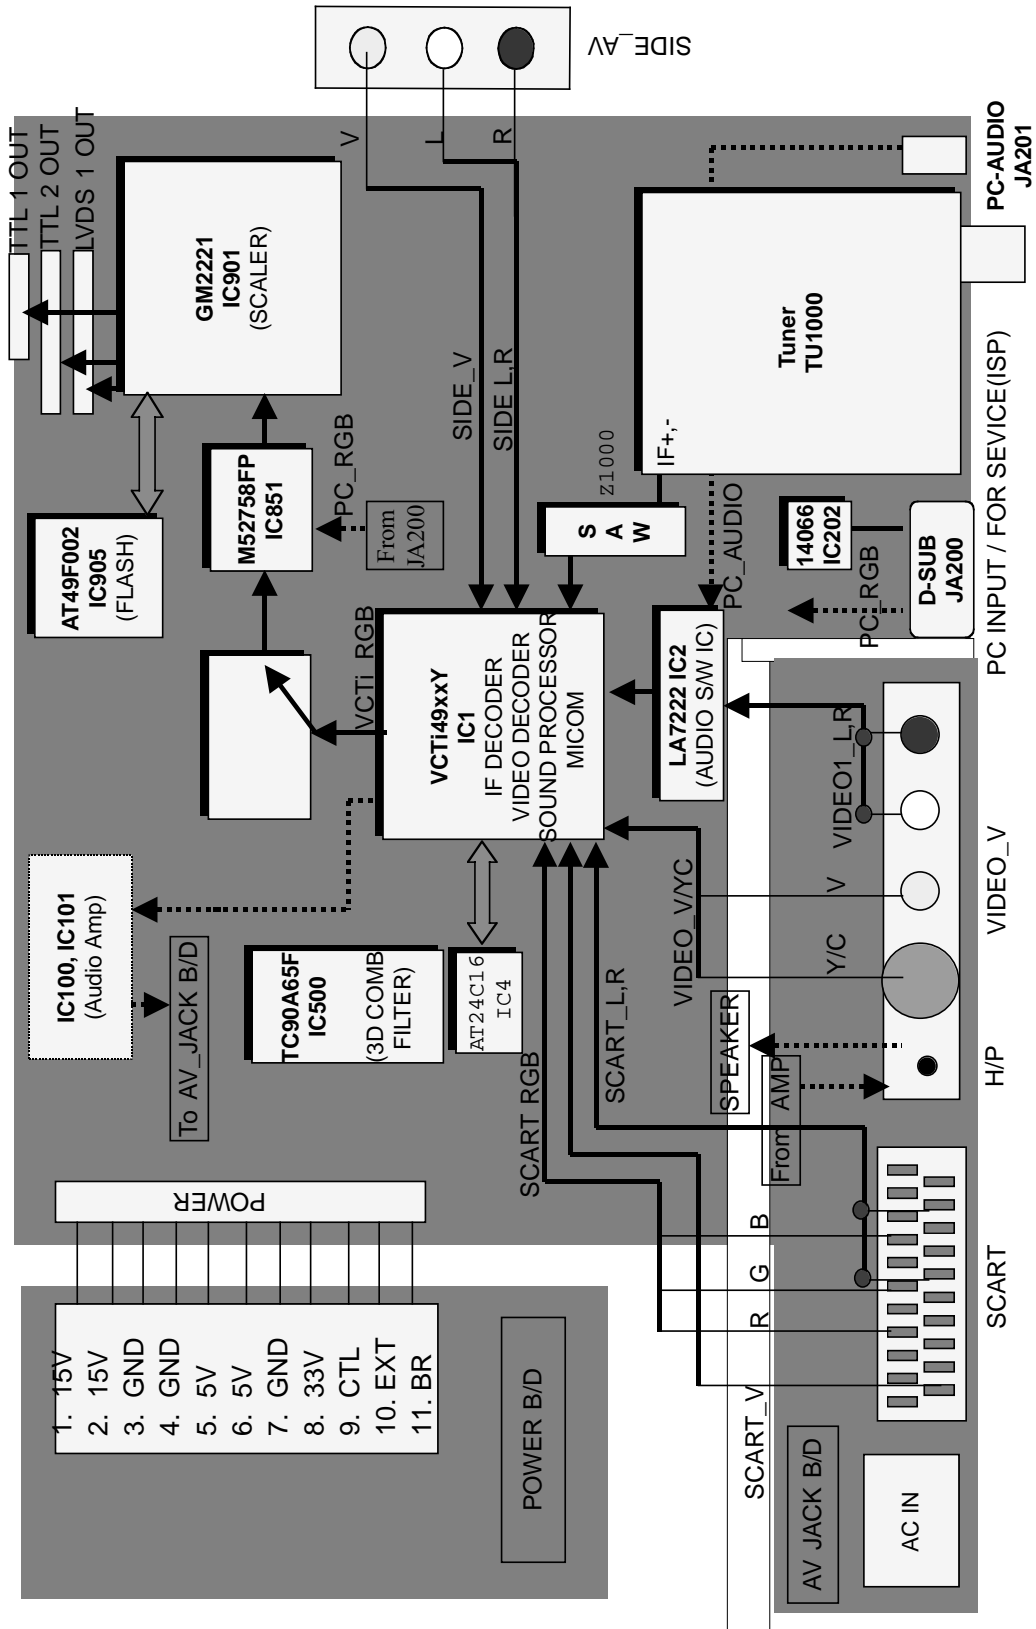 SIDE_AV
V
L
R
TTL 1 OUT
TTL 2 OUT
LVDS 1 OUT
GM2221
IC901
(SCALER)
AT49F002
IC905
(FLASH)
M52758FP
IC851
PC_RGB
From
JA200
SIDE_V
SIDE L,R
PC-AUDIO
JA201
Tuner
TU1000
IF+,-
Z1000
S
A
W
PC_AUDIO
14066
IC202
PC_RGB
D-SUB
JA200
PC INPUT / FOR SEVICE(ISP)
VCTi RGB
VCTi49xxY
IC1
IF DECODER
VIDEO DECODER
SOUND PROCESSOR
MICOM
LA7222 IC2
(AUDIO S/W IC)
IC100, IC101
(Audio Amp)
To AV_JACK B/D
TC90A65F
IC500
(3D COMB
FILTER)
AT24C16
IC4
VIDEO_V/YC
VIDEO1_L,R
V
Y/C
VIDEO_V
SCART RGB
SCART_L,R
SPEAKER
From AMP
H/P
POWER
1. 15V
2. 15V
3. GND
4. GND
5. 5V
6. 5V
7. GND
8. 33V
9. CTL
10. EXT
11. BR
POWER B/D
R
G
B
SCART
SCART_V
AV JACK B/D
AC IN